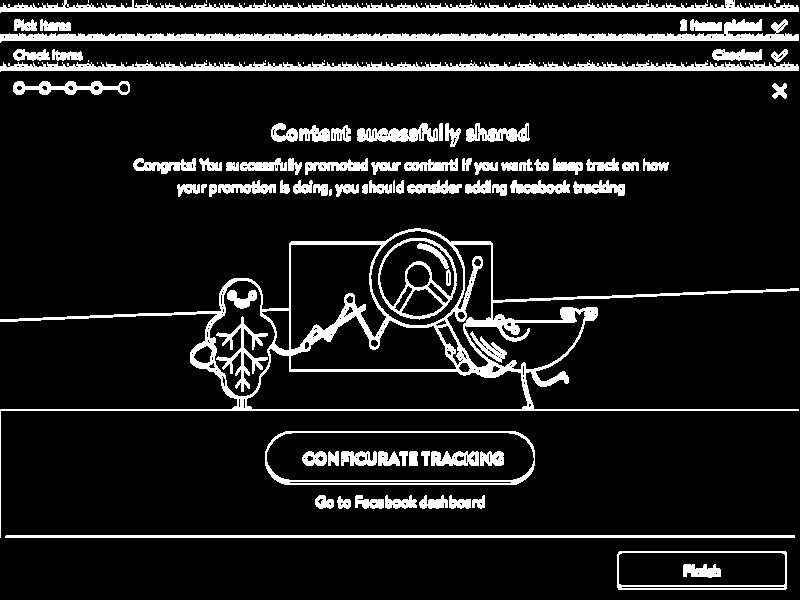 Pick items
2 items picked
Check items
Checked
Content sucessfully shared
Congrats! You successfully promoted your content! If you want to keep track on how
your promotion is doing, you should consider adding facebook tracking
CONFICURATE TRACKING
Go to Facebook dashboard
Finish